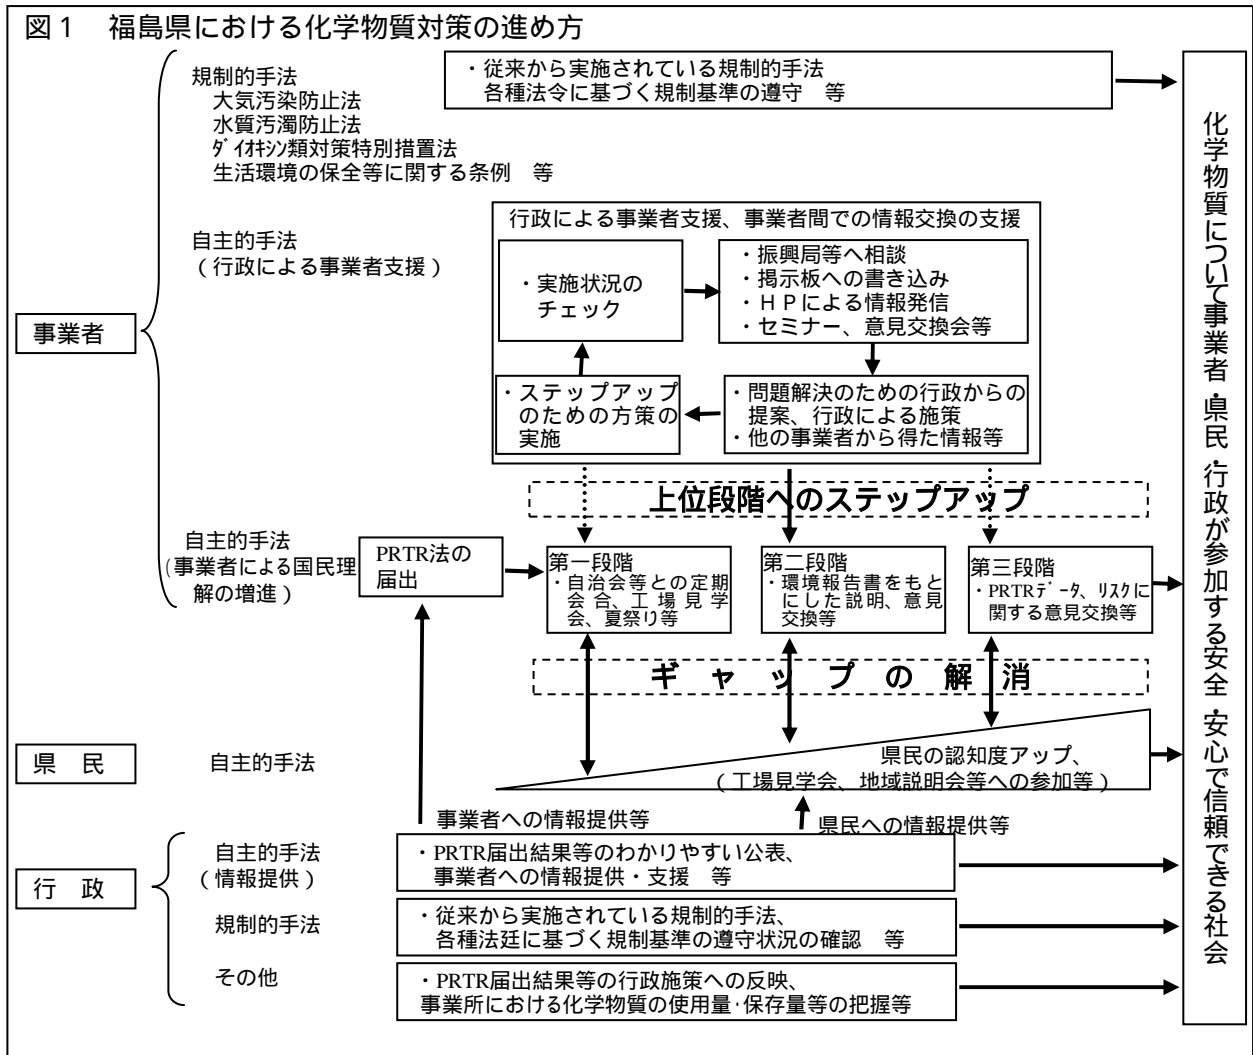 図１　福島県における化学物質対策の進め方
規制的手法
大気汚染防止法
水質汚濁防止法
ダイオキシン類対策特別措置法
生活環境の保全等に関する条例　等
・従来から実施されている規制的手法
各種法令に基づく規制基準の遵守　等
事業者
自主的手法
（行政による事業者支援）
行政による事業者支援、事業者間での情報交換の支援
・実施状況の
チェック
・振興局等へ相談
・掲示板への書き込み
・ＨＰによる情報発信
・セミナー、意見交換会等
・ステップアップ
のための方策の
実施
・問題解決のための行政からの
提案、行政による施策
・他の事業者から得た情報等
上位段階へのステップアップ
自主的手法
（事業者による国民理
解の増進）
PRTR法の
届出
第一段階
・自治会等との定期
会合、工場見学
会、夏祭り等
第二段階
・環境報告書をもと
にした説明、意見
交換等
第三段階
・PRTRデータ、リスクに
関する意見交換等
ギャップの解消
県　民
自主的手法
県民の認知度アップ、
（工場見学会、地域説明会等への参加等）
事業者への情報提供等
県民への情報提供等
行　政
自主的手法
（情報提供）
・PRTR届出結果等のわかりやすい公表、
事業者への情報提供・支援　等
規制的手法
・従来から実施されている規制的手法、
各種法廷に基づく規制基準の遵守状況の確認　等
その他
・PRTR届出結果等の行政施策への反映、
事業所における化学物質の使用量・保存量等の把握等
化学物質について事業者・県民・行政が参加する安全・安心で信頼できる社会